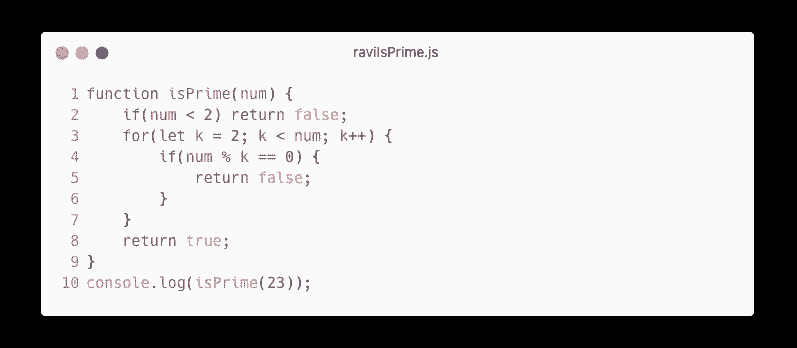 raviIsPrime.js
1 function isPrime(num) {
2     if(num < 2) return false;
3     for(let k = 2; k < num; k++) {
4         if(num % k == 0) {
5             return false;
6         }
7     }
8     return true;
9 }
10 console.log(isPrime(23));